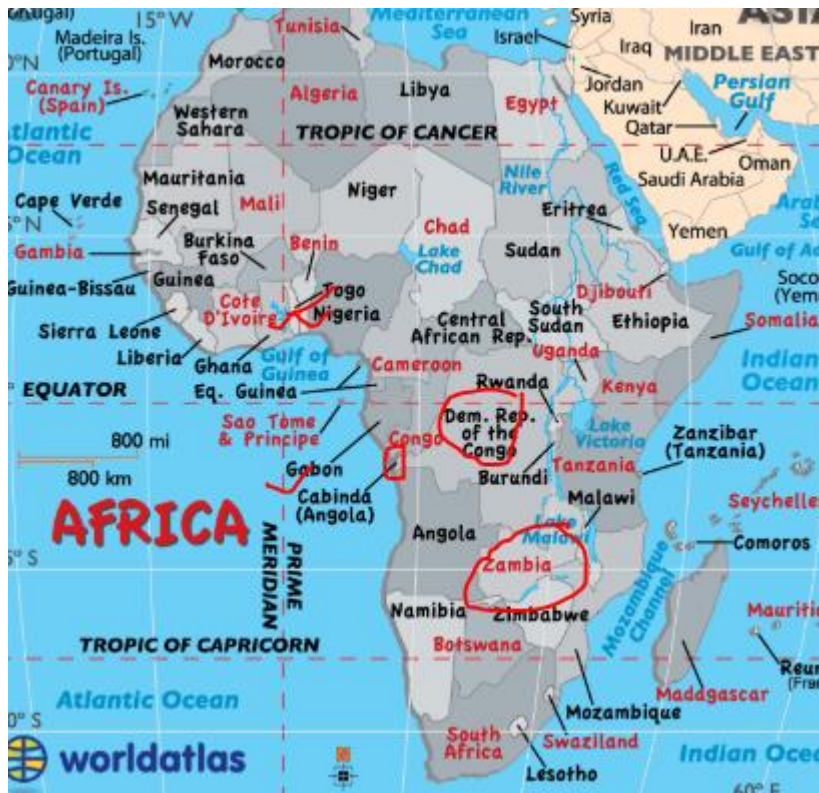 15° W
Madeira Is.
(Portugal)
Tunisia
Mediterranean
Sea
Syria
Israel
Iraq
Iran
MIDDLE EAST
Morocco
Canary Is.
(Spain)
Algeria
Libya
Egypt
Jordan
Kuwait
Persian
Gulf
Qatar
Western
Sahara
TROPIC OF CANCER
U.A.E.
Oman
Saudi Arabia
Atlantic
Ocean
Nile
River
Red Sea
Mauritania
Mali
Niger
Chad
Cape Verde
Senegal
Eritrea
Yemen
Lake
Chad
Sudan
Gulf of
Gambia
Burkina
Faso
Benin
Guinea-Bissau
Guinea
Togo
Nigeria
Djibouti
Cote
D'Ivoire
Central
African Rep.
South
Sudan
Ethiopia
Somalia
Sierra Leone
Liberia
Ghana
Gulf of
Guinea
Cameroon
Uganda
Indian
Ocean
EQUATOR
Eq. Guinea
Rwanda
Kenya
Sao Tome
& Principe
Congo
Dem. Rep.
of the
Congo
Lake
Victoria
Zanzibar
(Tanzania)
800 mi
800 km
Gabon
Burundi
Tanzania
Cabinda
(Angola)
Malawi
Seychelles
AFRICA
Angola
Lake
Malawi
Comoros
PRIME
MERIDIAN
Zambia
Mozambique
Channel
Namibia
Zimbabwe
TROPIC OF CAPRICORN
Botswana
Madagascar
Atlantic Ocean
Mozambique
South
Africa
Swaziland
worldatlas
Lesotho
Indian
60° E